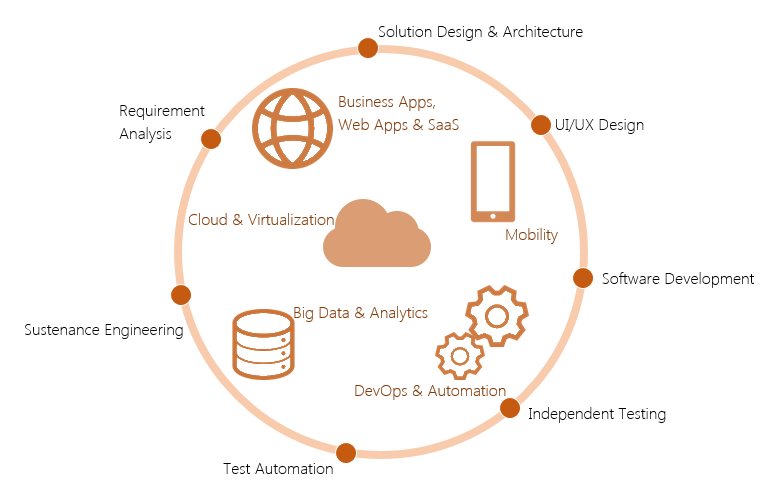 Solution Design & Architecture
Business Apps,
Web Apps & SaaS
Requirement
Analysis
UI/UX Design
Cloud & Virtualization
Mobility
Software Development
Big Data & Analytics
Sustenance Engineering
DevOps & Automation
Independent Testing
Test Automation